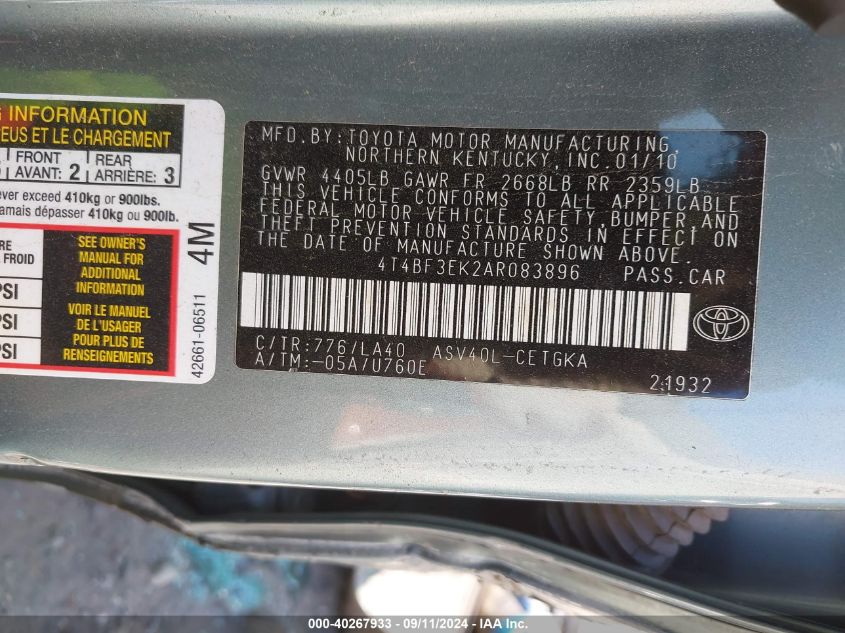 G INFORMATION
EUS ET LE CHARGEMENT
FRONT
AVANT: 2
REAR
ARRIÈRE: 3
ever exceed 410kg or 900lbs.
amais dépasser 410 kg ou 900lb.
RE
FROID
PSI
PSI
PSI
SEE OWNER'S
MANUAL FOR
ADDITIONAL
INFORMATION
VOIR LE MANUEL
DE L'USAGER
POUR PLUS DE
RENSEIGNEMENTS
4M
42661-06511
MFD.BY:TOYOTA MOTOR MANUFACTURING,
NORTHERN KENTUCKY,INC.01/10
GVWR 4405LB GAWR FR 2668LB RR 2359LB
THIS VEHICLE CONFORMS TO ALL APPLICABLE
FEDERAL MOTOR VEHICLE SAFETY, BUMPER AND
THEFT PREVENTION STANDARDS IN EFFECT ON
THE DATE OF MANUFACTURE SHOWN ABOVE.
4T4BF3EK2AR083896 PASS.CAR
C/TR:776/LA40 ASV40L-CETGKA
A/TM:-05A/U760E
21932
000-40267933 - 09/11/2024 - IAA Inc.